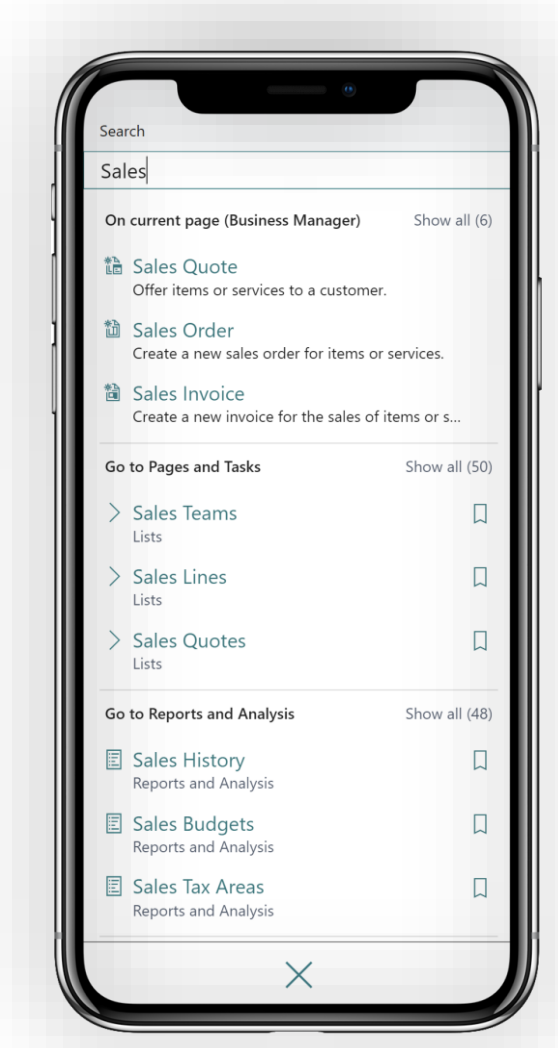 Search
Sales
On current page (Business Manager) Show all (6)
Sales Quote
Offer items or services to a customer.
Sales Order
Create a new sales order for items or services.
Sales Invoice
Create a new invoice for the sales of items or s...
Go to Pages and Tasks Show all (50)
Sales Teams
Lists
Sales Lines
Lists
Sales Quotes
Lists
Go to Reports and Analysis Show all (48)
Sales History
Reports and Analysis
Sales Budgets
Reports and Analysis
Sales Tax Areas
Reports and Analysis